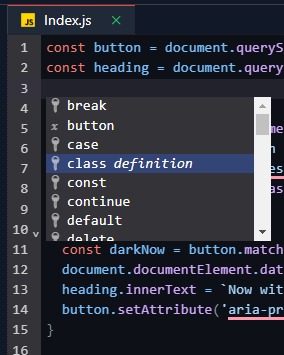 JS Index.js ×
1 const button = document.queryS
2 const heading = document.query
3
4 break
x button
5 case
6 class definition
7 const
8 continue
9 default
10 delete
11 const darkNow = button.match
12 document.documentElement.dat
13 heading.innerText = `Now wit
14 button.setAttribute('aria-pr
15 }